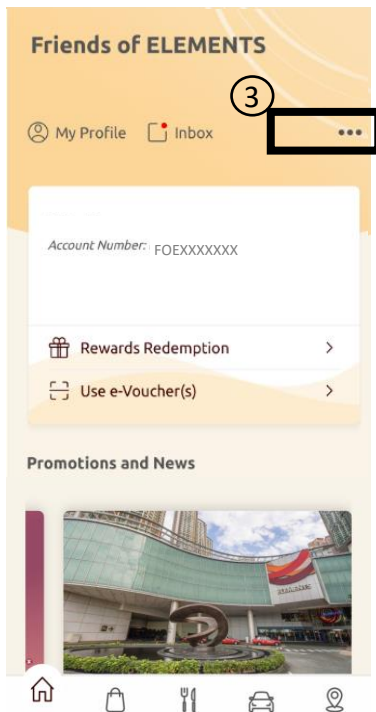 Friends of ELEMENTS
3
My Profile Inbox
Account Number: FOEXXXXXXX
Rewards Redemption
Use e-Voucher(s)
Promotions and News